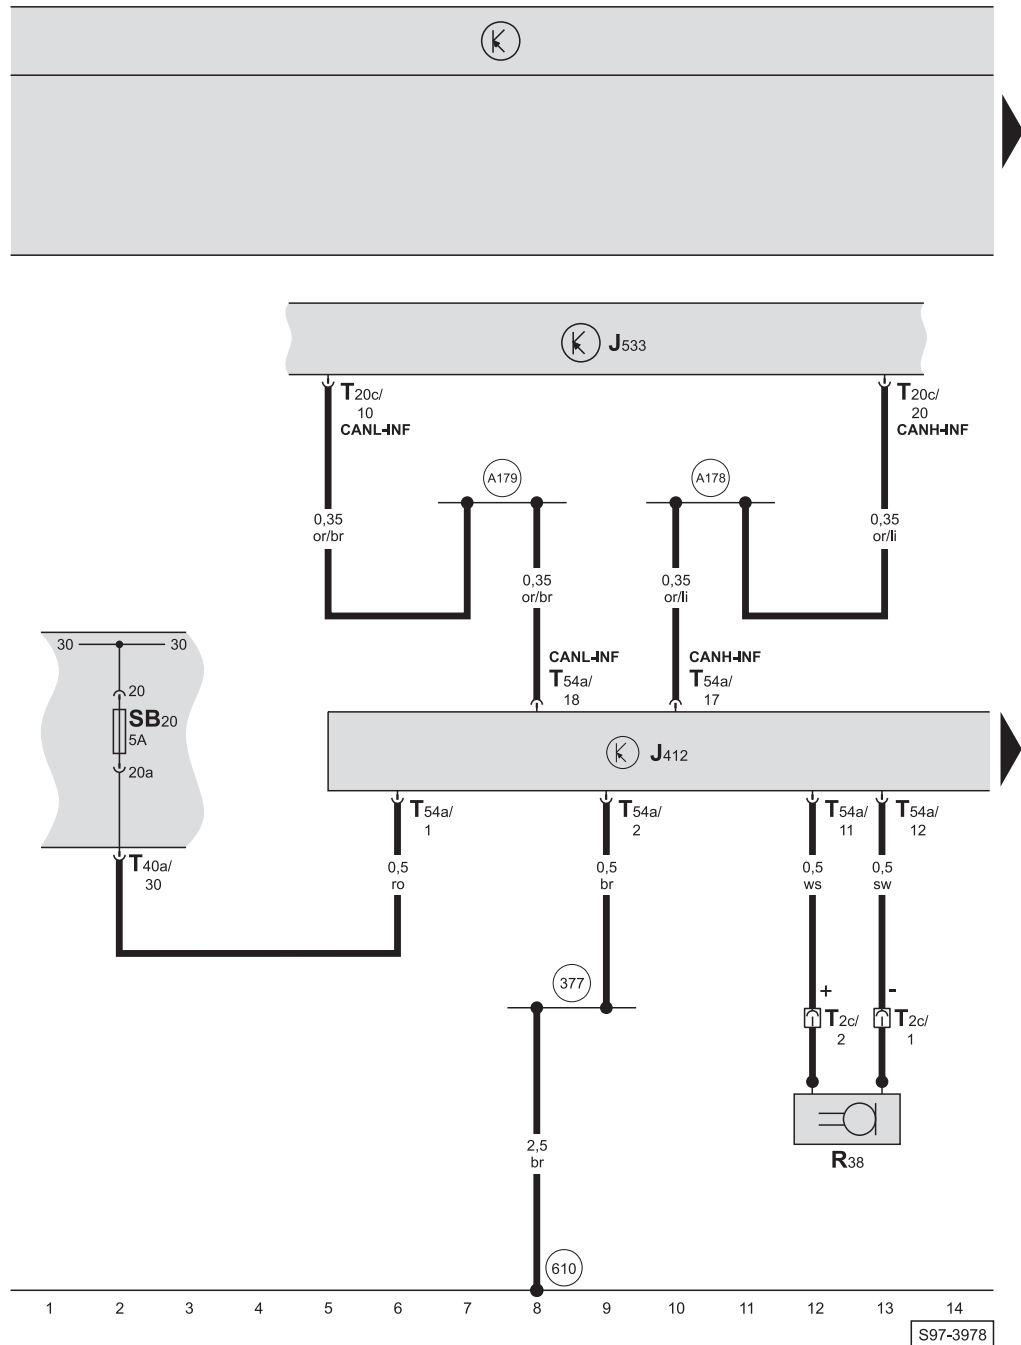 J533
T20c/
10
CANL-INF
T20c/
20
CANH-INF
A179
A178
0,35
or/br
0,35
or/li
0,35
or/br
0,35
or/li
30
30
CANL-INF
T54a/
18
CANH-INF
T54a/
17
20
SB20
5A
20a
J412
T54a/
1
T54a/
2
T54a/
11
T54a/
12
T40a/
30
0,5
ro
0,5
br
0,5
ws
0,5
sw
377
+
-
T2c/
2
T2c/
1
2,5
br
R38
610
1 2 3 4 5 6 7 8 9 10 11 12 13 14
S97-3978